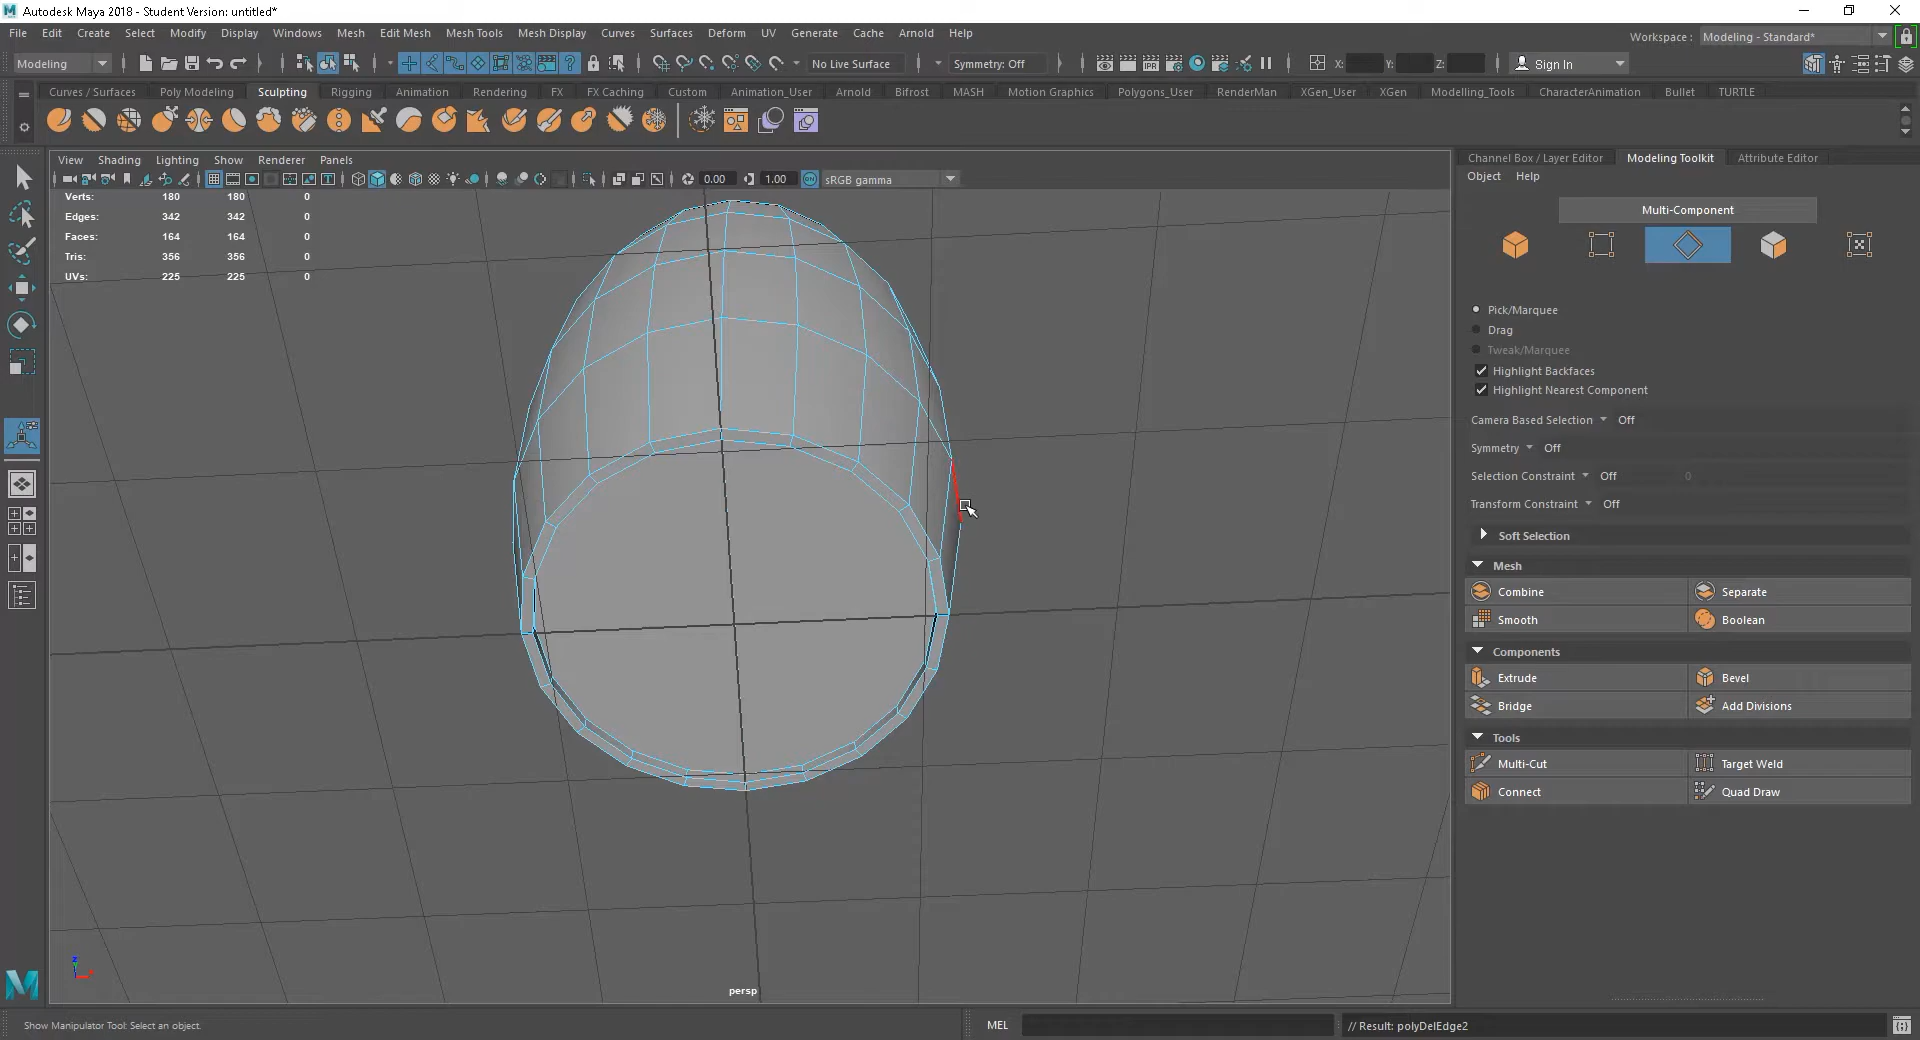 Autodesk Maya 2018 - Student Version: untitled*
File Edit Create Select Modify Display Windows Mesh Edit Mesh Mesh Tools Mesh Display Curves Surfaces Deform UV Generate Cache Arnold Help
Workspace : Modeling - Standard*
Modeling No Live Surface Symmetry: Off X: Y: Z: Sign In
Curves / Surfaces Poly Modeling Sculpting Rigging Animation Rendering FX FX Caching Custom Animation_User Arnold Bifrost MASH Motion Graphics Polygons_User RenderMan XGen_User XGen Modelling_Tools CharacterAnimation Bullet TURTLE
View Shading Lighting Show Renderer Panels
0.00 1.00 ON sRGB gamma
Verts: 180 180 0
Edges: 342 342 0
Faces: 164 164 0
Tris: 356 356 0
UVs: 225 225 0
persp
Channel Box / Layer Editor Modeling Toolkit Attribute Editor
Object Help
Multi-Component
Pick/Marquee
Drag
Tweak/Marquee
Highlight Backfaces
Highlight Nearest Component
Camera Based Selection Off
Symmetry Off
Selection Constraint Off 0
Transform Constraint Off
Soft Selection
Mesh
Combine Separate
Smooth Boolean
Components
Extrude Bevel
Bridge Add Divisions
Tools
Multi-Cut Target Weld
Connect Quad Draw
Show Manipulator Tool: Select an object.
MEL // Result: polyDelEdge2